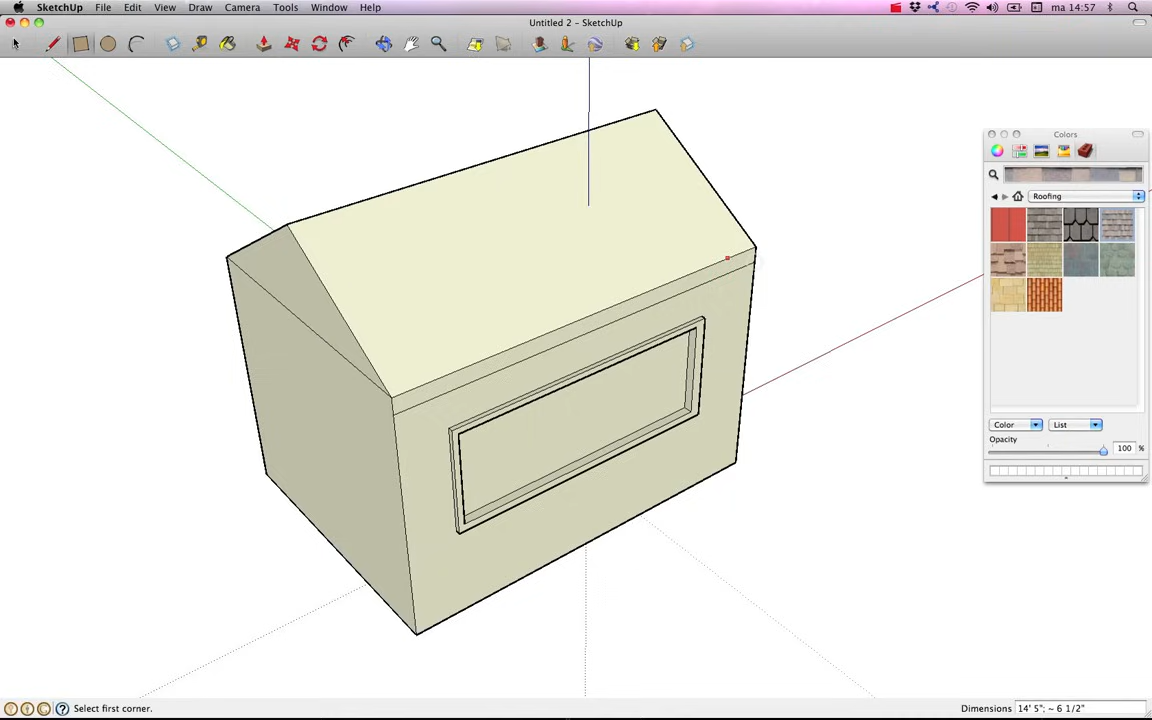 SketchUp File Edit View Draw Camera Tools Window Help ma 14:57
Untitled 2 - SketchUp
Colors
Roofing
Color List
Opacity
100 %
Select first corner.
Dimensions 14' 5"; ~ 6 1/2"